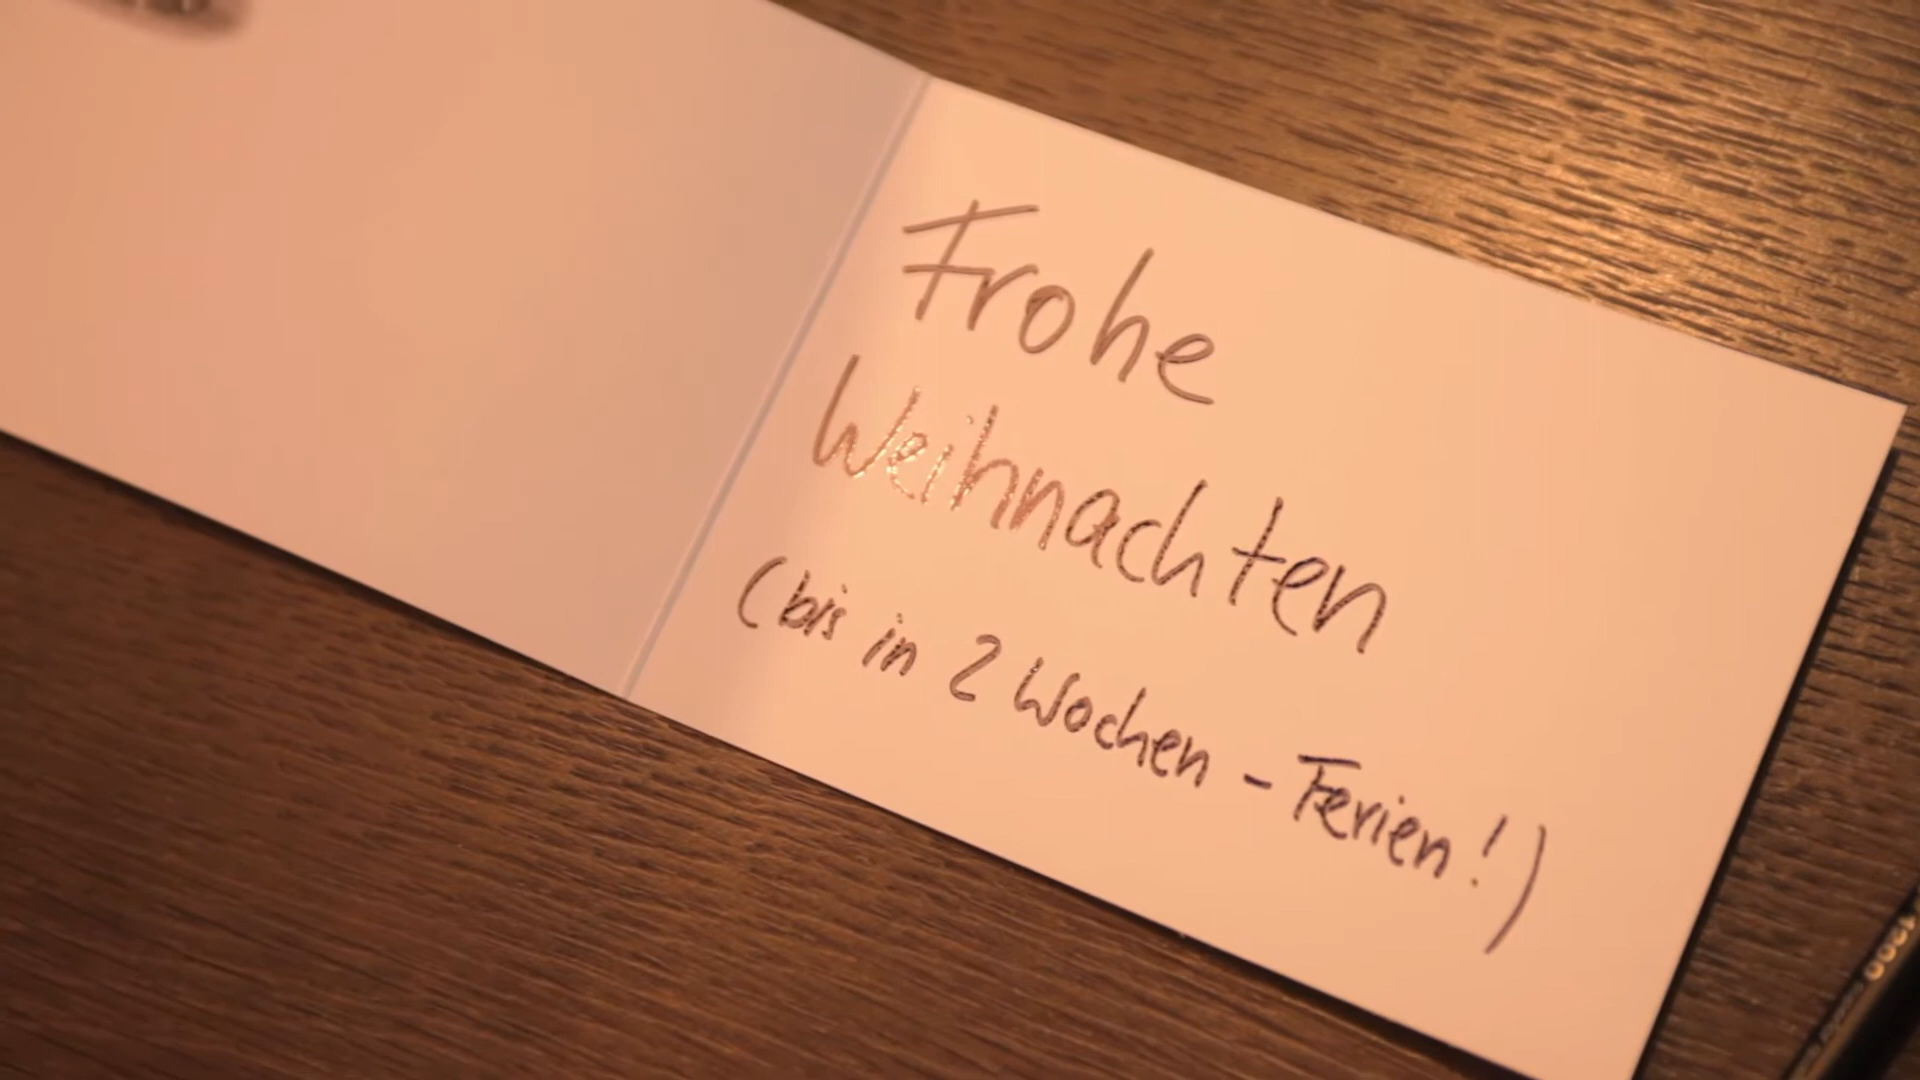 Frohe
Weihnachten
(bis in 2 Wochen - Ferien!)